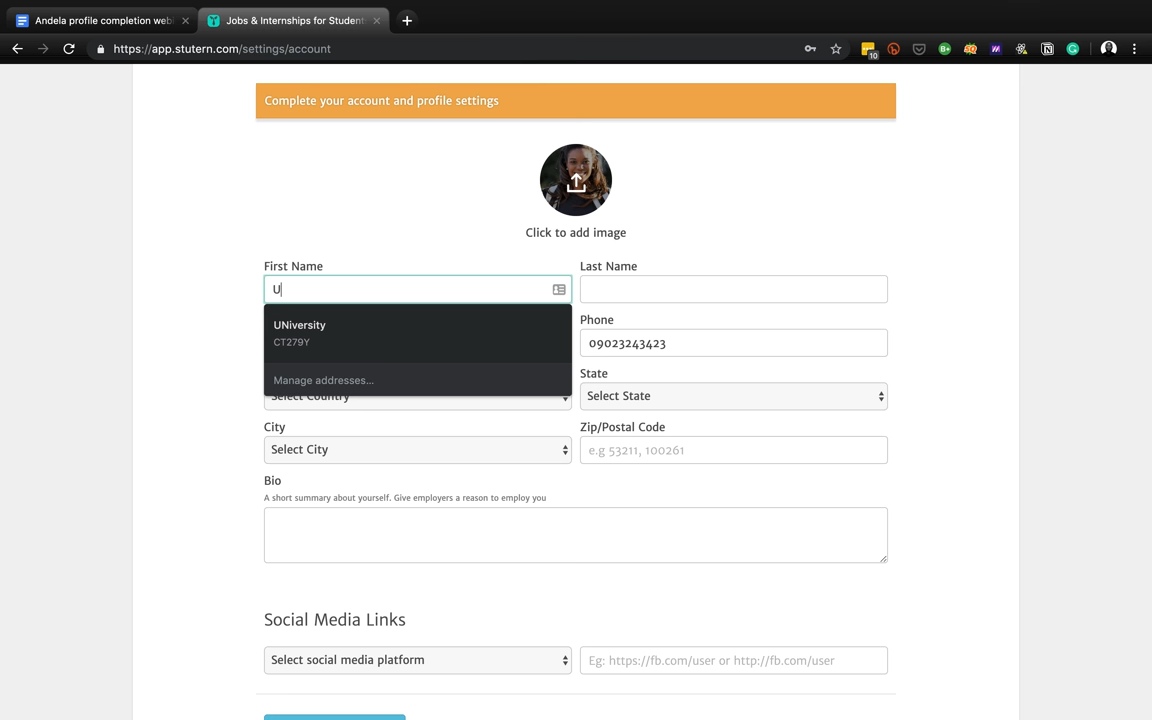 Andela profile completion webi
Jobs & Internships for Student
https://app.stutern.com/settings/account
10
B+
Complete your account and profile settings
Click to add image
First Name
Last Name
U
UNiversity
CT279Y
Manage addresses...
Phone
09023243423
State
Select Country
Select State
City
Zip/Postal Code
Select City
e.g 53211, 100261
Bio
A short summary about yourself. Give employers a reason to employ you
Social Media Links
Select social media platform
Eg: https://fb.com/user or http://fb.com/user